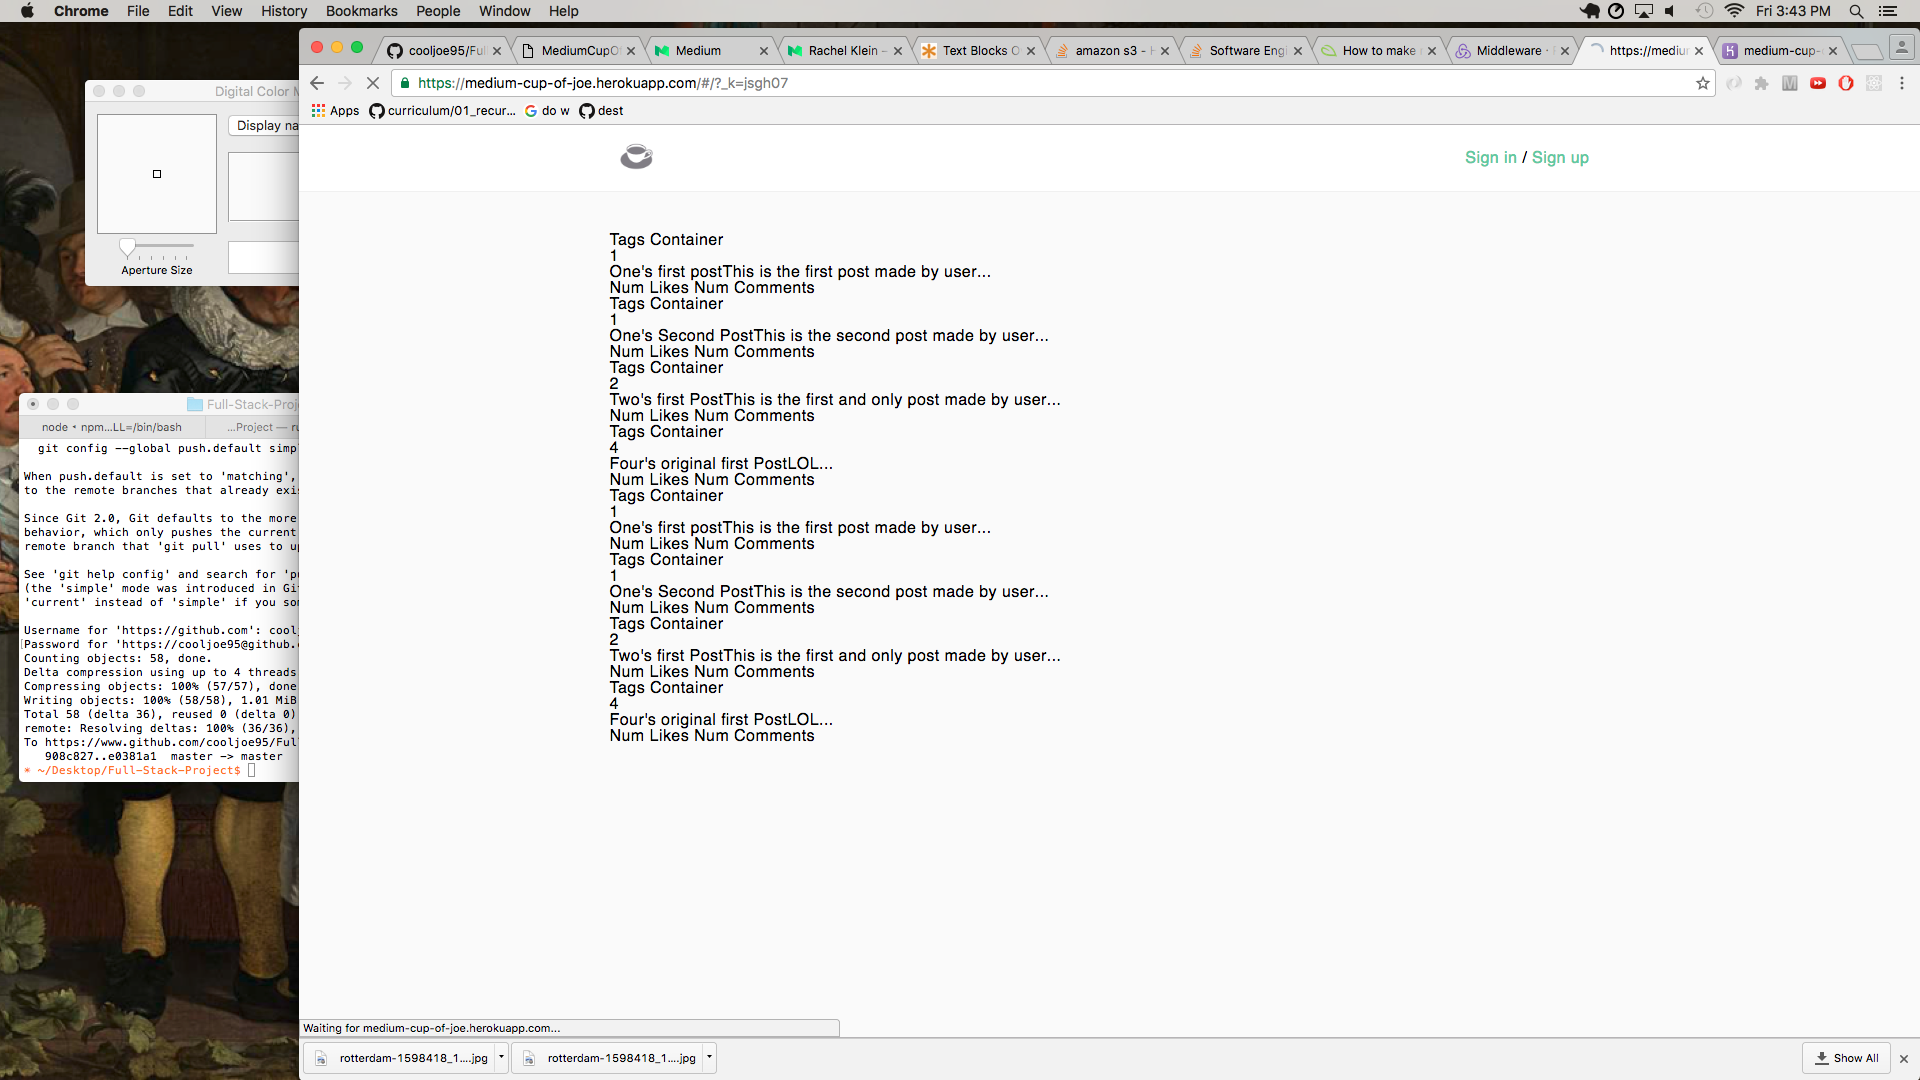 Chrome File Edit View History Bookmarks People Window Help
Fri 3:43 PM
cooljoe95/Ful
MediumCupOf
Medium
Rachel Klein -
Text Blocks O
amazon s3 - H
Software Engi
How to make
Middleware ·
https://mediu
medium-cup-
https://medium-cup-of-joe.herokuapp.com/#/?_k=jsgh07
Apps
curriculum/01_recur...
do w
dest
Digital Color M
Display na
Aperture Size
Sign in / Sign up
Tags Container
1
One's first postThis is the first post made by user...
Num Likes Num Comments
Tags Container
1
One's Second PostThis is the second post made by user...
Num Likes Num Comments
Tags Container
2
Two's first PostThis is the first and only post made by user...
Num Likes Num Comments
Tags Container
4
Four's original first PostLOL...
Num Likes Num Comments
Tags Container
1
One's first postThis is the first post made by user...
Num Likes Num Comments
Tags Container
1
One's Second PostThis is the second post made by user...
Num Likes Num Comments
Tags Container
2
Two's first PostThis is the first and only post made by user...
Num Likes Num Comments
Tags Container
4
Four's original first PostLOL...
Num Likes Num Comments
Full-Stack-Proj
node • npm...LL=/bin/bash
...Project — ru
git config --global push.default simpl
When push.default is set to 'matching',
to the remote branches that already exis
Since Git 2.0, Git defaults to the more
behavior, which only pushes the current
remote branch that 'git pull' uses to up
See 'git help config' and search for 'pu
(the 'simple' mode was introduced in Git
'current' instead of 'simple' if you som
Username for 'https://github.com': coolj
Password for 'https://cooljoe95@github.c
Counting objects: 58, done.
Delta compression using up to 4 threads
Compressing objects: 100% (57/57), done
Writing objects: 100% (58/58), 1.01 MiB
Total 58 (delta 36), reused 0 (delta 0)
remote: Resolving deltas: 100% (36/36),
To https://www.github.com/cooljoe95/Full
908c827..e0381a1 master -> master
* ~/Desktop/Full-Stack-Project$
Waiting for medium-cup-of-joe.herokuapp.com...
rotterdam-1598418_1....jpg
rotterdam-1598418_1....jpg
Show All